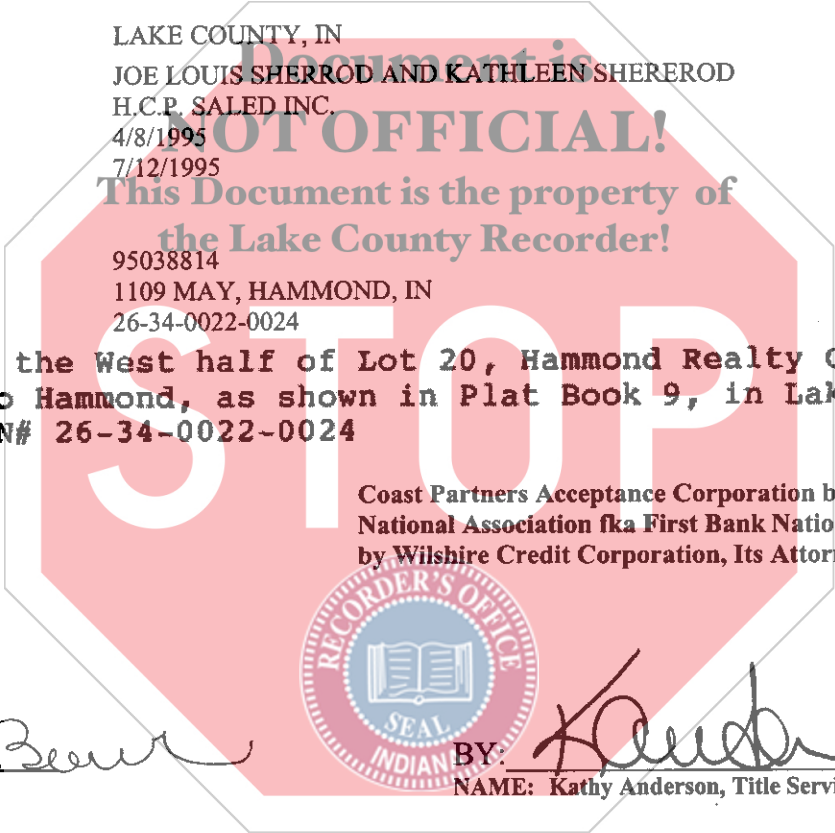 LAKE COUNTY, IN
Document is
JOE LOUIS SHERROD AND KATHLEEN SHEREROD
H.C.P. SALED INC.
NOT OFFICIAL!
4/8/1995
7/12/1995
This Document is the property of
the Lake County Recorder!
95038814
1109 MAY, HAMMOND, IN
26-34-0022-0024
STOP
the West half of Lot 20, Hammond Realty
Hammond, as shown in Plat Book 9, in
N# 26-34-0022-0024
Coast Partners Acceptance Corporation b
National Association fka First Bank Natio
by Wilshire Credit Corporation, Its Attor
RECORDER'S OFFICE
SEAL
INDIANA
BY:
NAME: Kathy Anderson, Title Servi